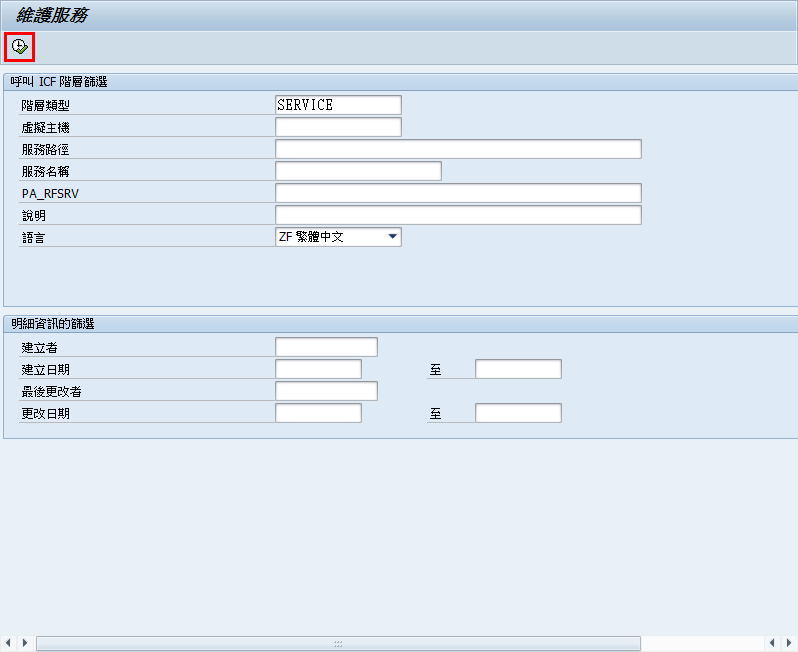 維護服務
呼叫 ICF 階層篩選
階層類型 SERVICE
虛擬主機
服務路徑
服務名稱
PA_RFSRV
說明
語言 ZF 繁體中文
明細資訊的篩選
建立者
建立日期 至
最後更改者
更改日期 至